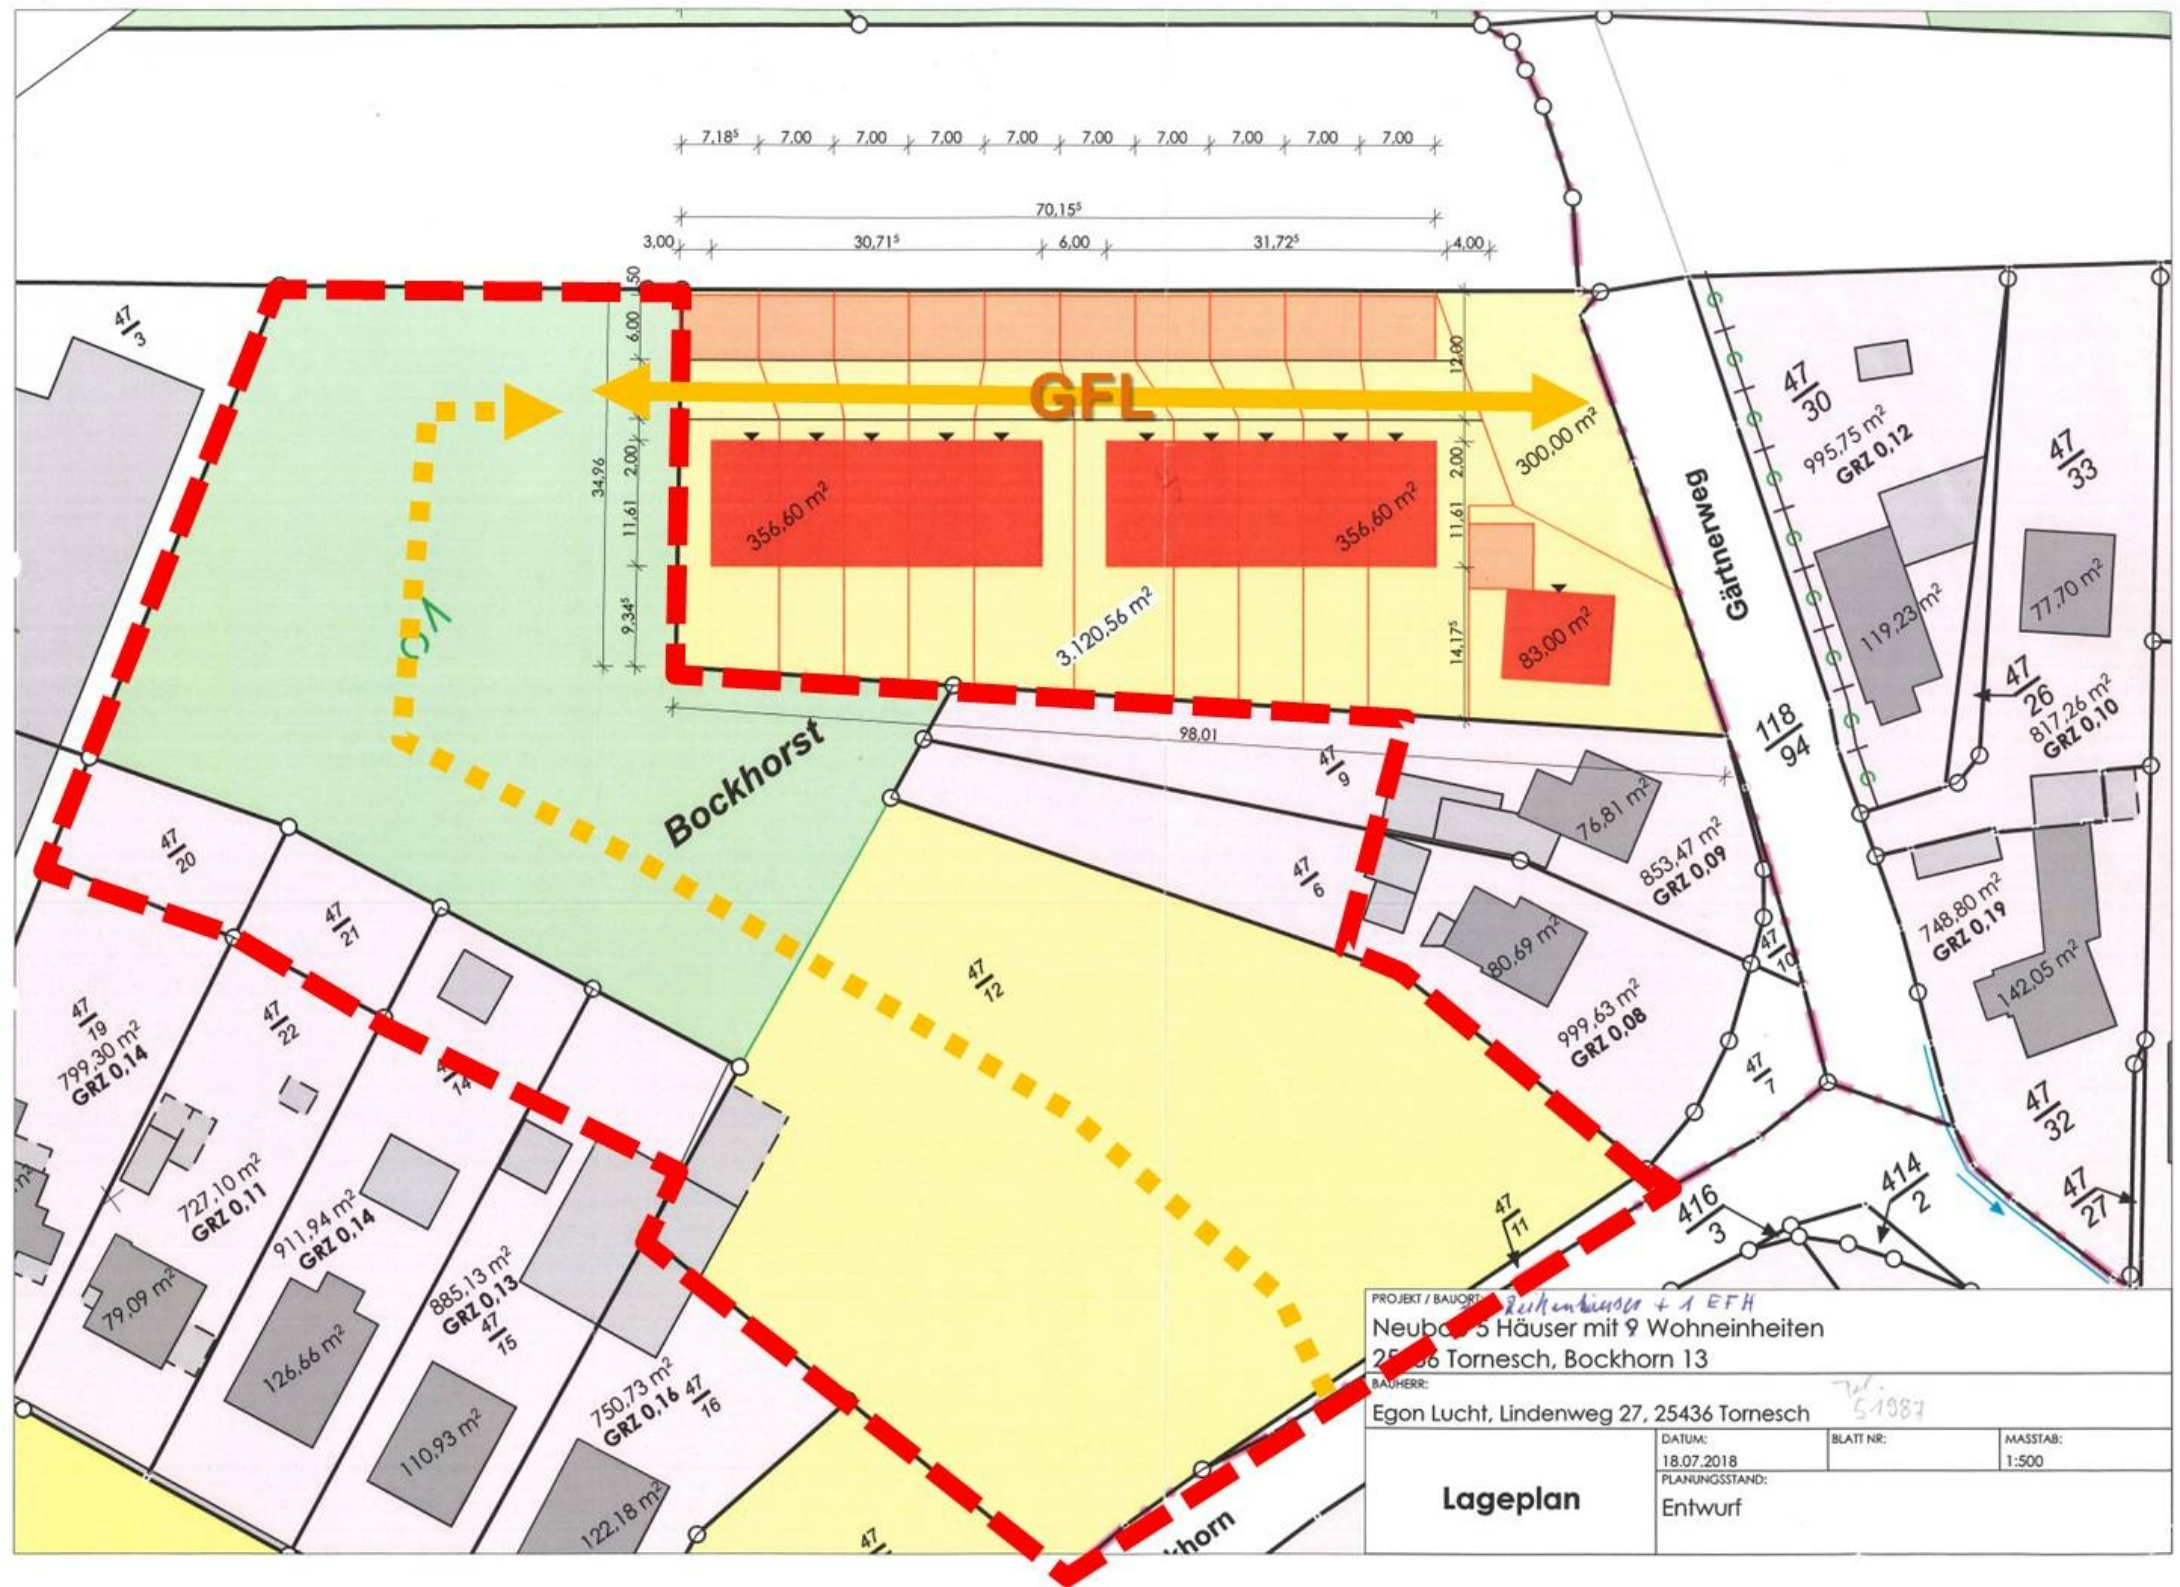 7,18⁵ 7,00 7,00 7,00 7,00 7,00 7,00 7,00 7,00 7,00
70,15⁵
3,00 30,71⁵ 6,00 31,72⁵ 4,00
50
6,00
34,96
2,00
11,61
9,34⁵
12,00
2,00
11,61
14,17⁵
GFL
300,00 m²
356,60 m²
356,60 m²
3.120,56 m²
83,00 m²
98,01
Bockhorst
Gärtnerweg
47
3
47
30
995,75 m²
GRZ 0,12
47
33
119,23 m²
77,70 m²
47
26
817,26 m²
GRZ 0,10
118
94
47
9
76,81 m²
853,47 m²
GRZ 0,09
47
6
80,69 m²
999,63 m²
GRZ 0,08
47
10
47
7
748,80 m²
GRZ 0,19
142,05 m²
47
32
47
27
414
2
416
3
47
11
47
12
47
20
47
21
47
22
47
19
799,30 m²
GRZ 0,14
14
727,10 m²
GRZ 0,11
911,94 m²
GRZ 0,14
885,13 m²
GRZ 0,13
47
15
750,73 m²
GRZ 0,16
47
16
79,09 m²
126,66 m²
110,93 m²
122,18 m²
m²
47
khorn
PROJEKT / BAUORT:
Reihenhäuser + 1 EFH
5 Häuser mit 9 Wohneinheiten
Tornesch, Bockhorn 13
BAUHERR:
Egon Lucht, Lindenweg 27, 25436 Tornesch
Tel.
51987
Lageplan
DATUM:
18.07.2018
BLATT NR:
MASSTAB:
1:500
PLANUNGSSTAND:
Entwurf